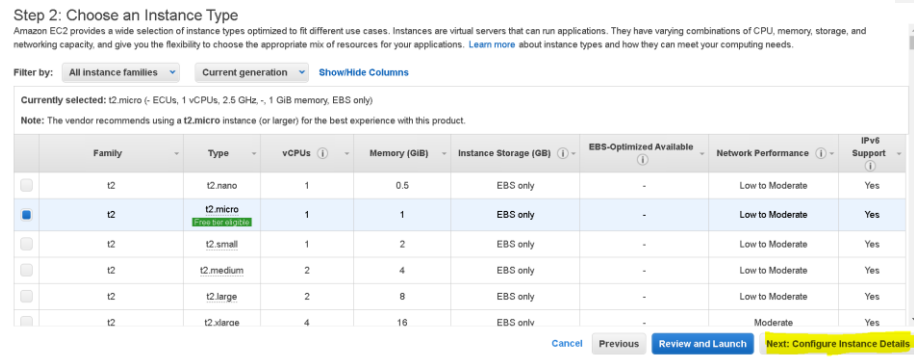 Step 2: Choose an Instance Type
Amazon EC2 provides a wide selection of instance types optimized to fit different use cases. Instances are virtual servers that can run applications. They have varying combinations of CPU, memory, storage, and
networking capacity, and give you the flexibility to choose the appropriate mix of resources for your applications. Learn more about instance types and how they can meet your computing needs.
Filter by: All instance families Current generation Show/Hide Columns
Currently selected: t2.micro (- ECUs, 1 vCPUs, 2.5 GHz, -, 1 GiB memory, EBS only)
Note: The vendor recommends using a t2.micro instance (or larger) for the best experience with this product.
Family Type vCPUs Memory (GiB) Instance Storage (GB) EBS-Optimized Available Network Performance IPv6 Support
t2 t2.nano 1 0.5 EBS only - Low to Moderate Yes
t2 t2.micro 1 1 EBS only - Low to Moderate Yes
Free tier eligible
t2 t2.small 1 2 EBS only - Low to Moderate Yes
t2 t2.medium 2 4 EBS only - Low to Moderate Yes
t2 t2.large 2 8 EBS only - Low to Moderate Yes
t2 t2.xlarge 4 16 EBS only - Moderate Yes
Cancel Previous Review and Launch Next: Configure Instance Details